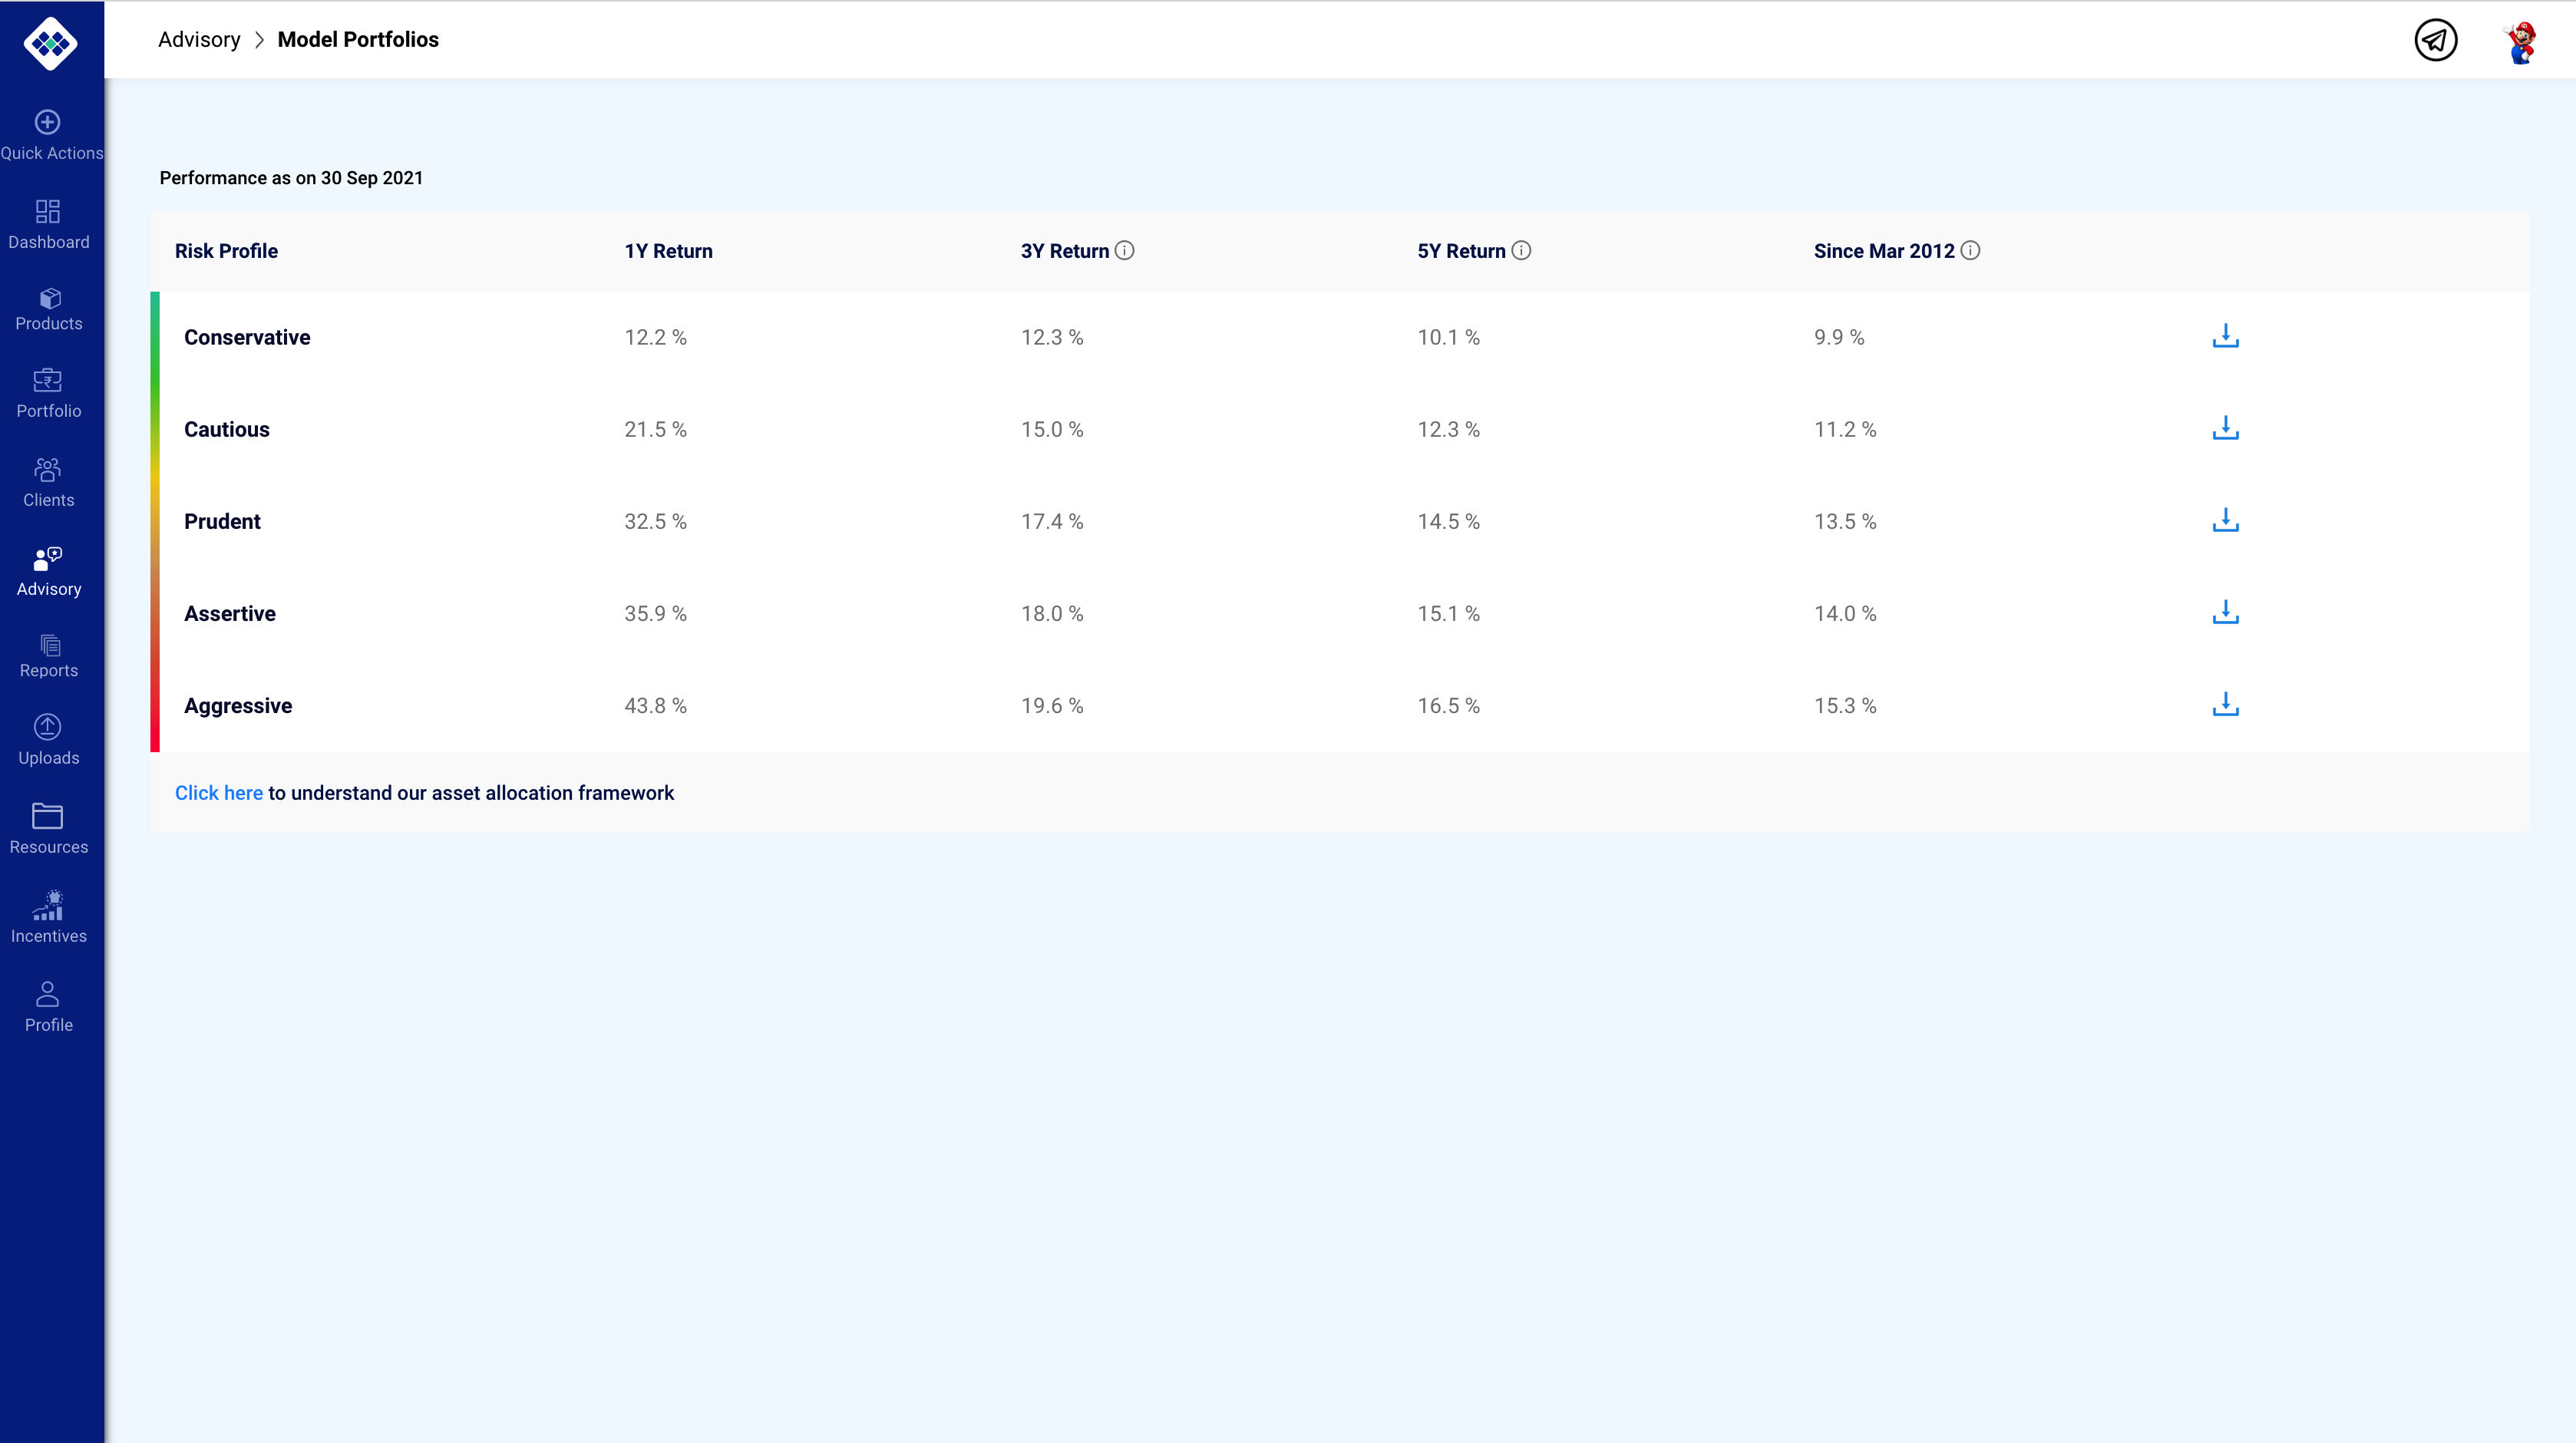 Advisory > Model Portfolios
Quick Actions
Dashboard
Products
Portfolio
Clients
Advisory
Reports
Uploads
Resources
Incentives
Profile
Performance as on 30 Sep 2021
Risk Profile 1Y Return 3Y Return 5Y Return Since Mar 2012
Conservative 12.2 % 12.3 % 10.1 % 9.9 %
Cautious 21.5 % 15.0 % 12.3 % 11.2 %
Prudent 32.5 % 17.4 % 14.5 % 13.5 %
Assertive 35.9 % 18.0 % 15.1 % 14.0 %
Aggressive 43.8 % 19.6 % 16.5 % 15.3 %
Click here to understand our asset allocation framework